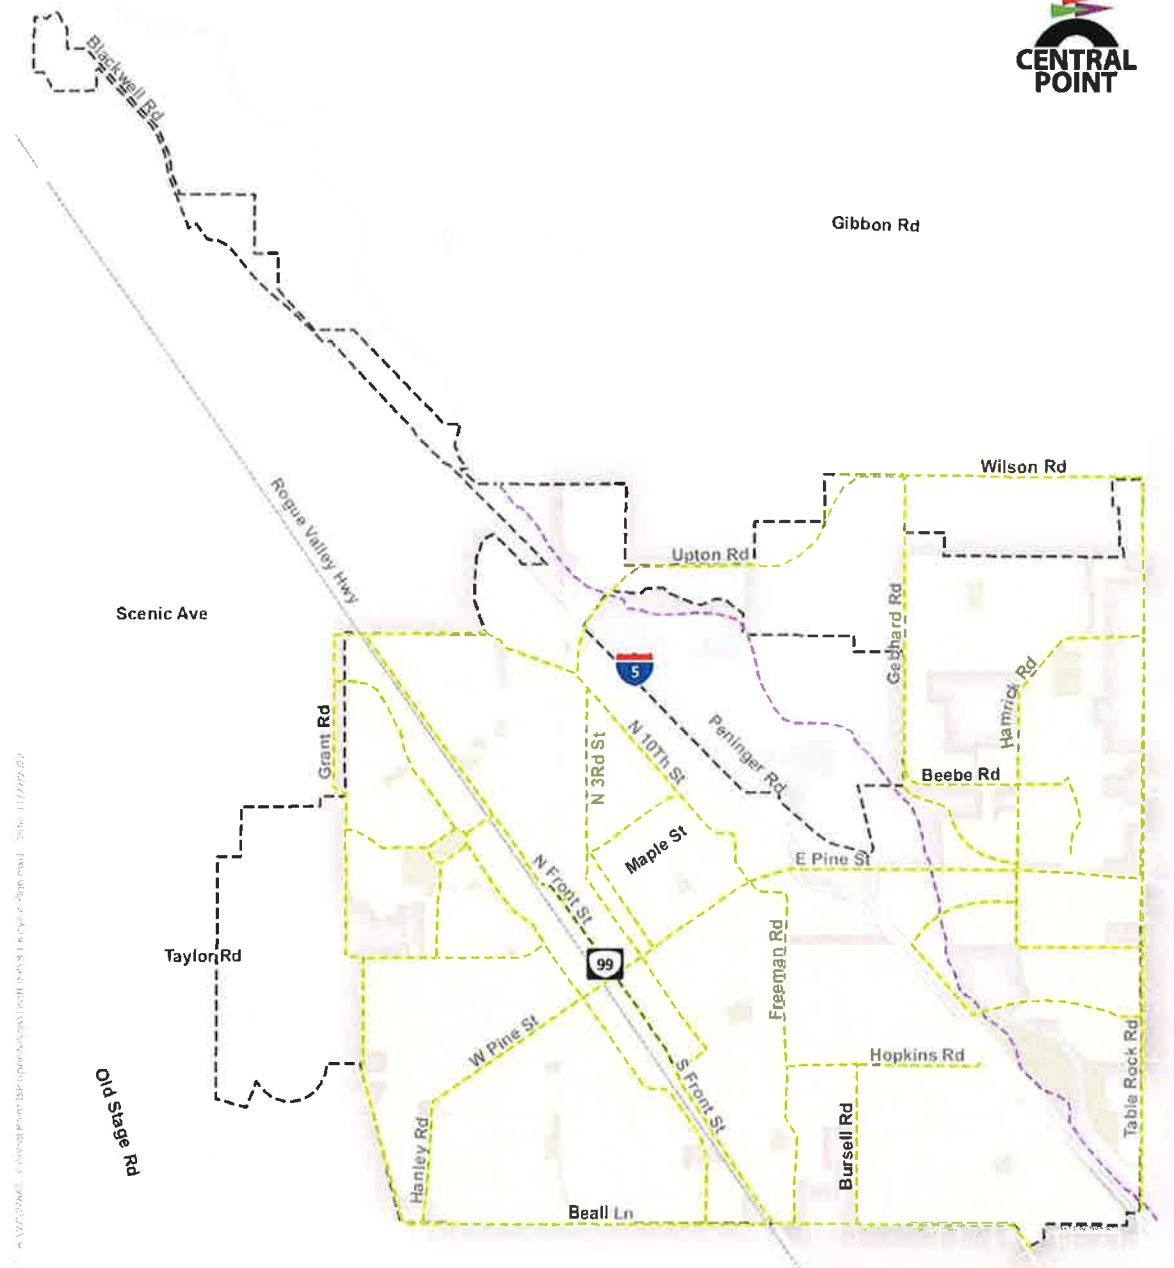 CENTRAL
POINT
Blackwell Rd
Gibbon Rd
Wilson Rd
Rogue Valley Hwy
Upton Rd
Scenic Ave
Gebhard Rd
5
Hamrick Rd
Grant Rd
N 10Th St
Peninger Rd
N 3Rd St
Beebe Rd
Maple St
E Pine St
N Front St
Taylor Rd
99
Freeman Rd
W Pine St
Hopkins Rd
Table Rock Rd
S Front St
Old Stage Rd
Hanley Rd
Bursell Rd
Beall Ln